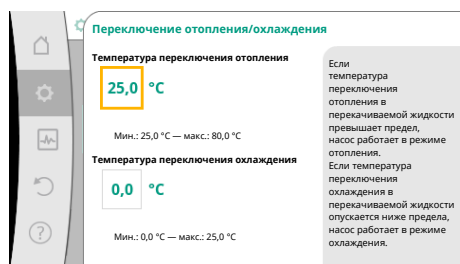 Переключение отопления/охлаждения
Температура переключения отопления
25,0 °C
Мин.: 25,0 °C — макс.: 80,0 °C
Температура переключения охлаждения
0,0 °C
Мин.: 0,0 °C — макс.: 25,0 °C
Если
температура
переключения
отопления в
перекачиваемой жидкости
превышает предел,
насос работает в режиме
отопления.
Если температура
переключения
охлаждения в
перекачиваемой жидкости
опускается ниже предела,
насос работает в режиме
охлаждения.
?